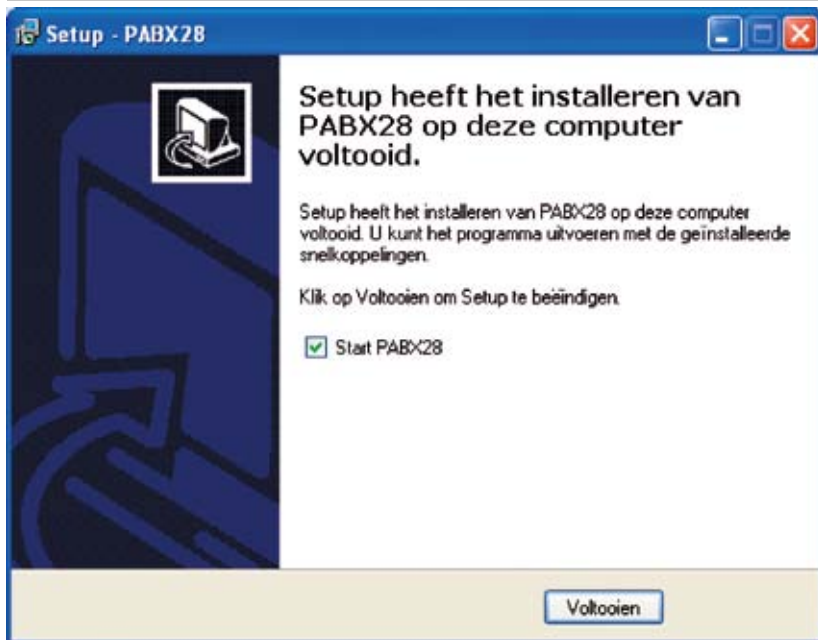 Setup - PABX28
Setup heeft het installeren van
PABX28 op deze computer
voltooid.
Setup heeft het installeren van PABX28 op deze computer
voltooid. U kunt het programma uitvoeren met de geïnstalleerde
snelkoppelingen.
Klik op Voltooien om Setup te beëindigen.
Start PABX28
Voltooien